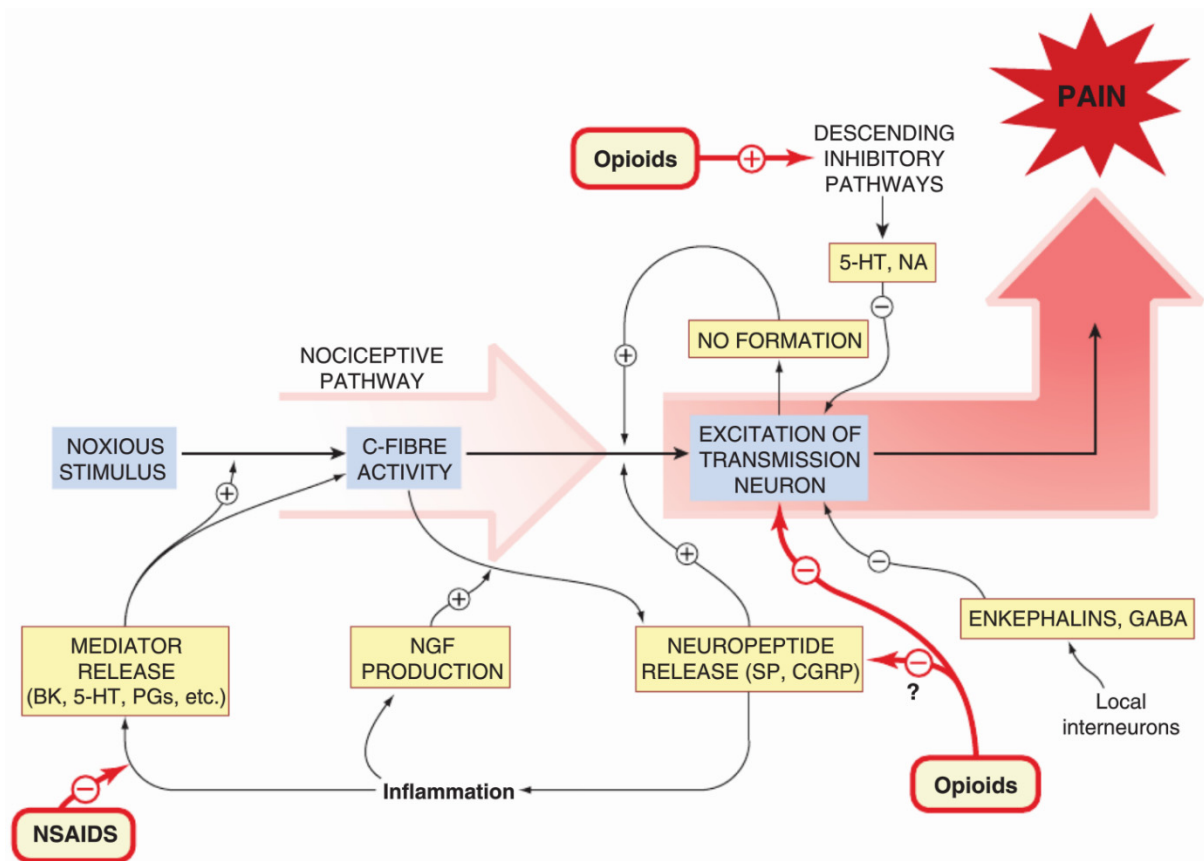 PAIN
Opioids
+
DESCENDING
INHIBITORY
PATHWAYS
5-HT, NA
−
NO FORMATION
+
NOCICEPTIVE
PATHWAY
NOXIOUS
STIMULUS
C-FIBRE
ACTIVITY
EXCITATION OF
TRANSMISSION
NEURON
+
+
+
−
−
MEDIATOR
RELEASE
(BK, 5-HT, PGs, etc.)
NGF
PRODUCTION
NEUROPEPTIDE
RELEASE (SP, CGRP)
−
?
ENKEPHALINS, GABA
Local
interneurons
Inflammation
−
NSAIDS
Opioids